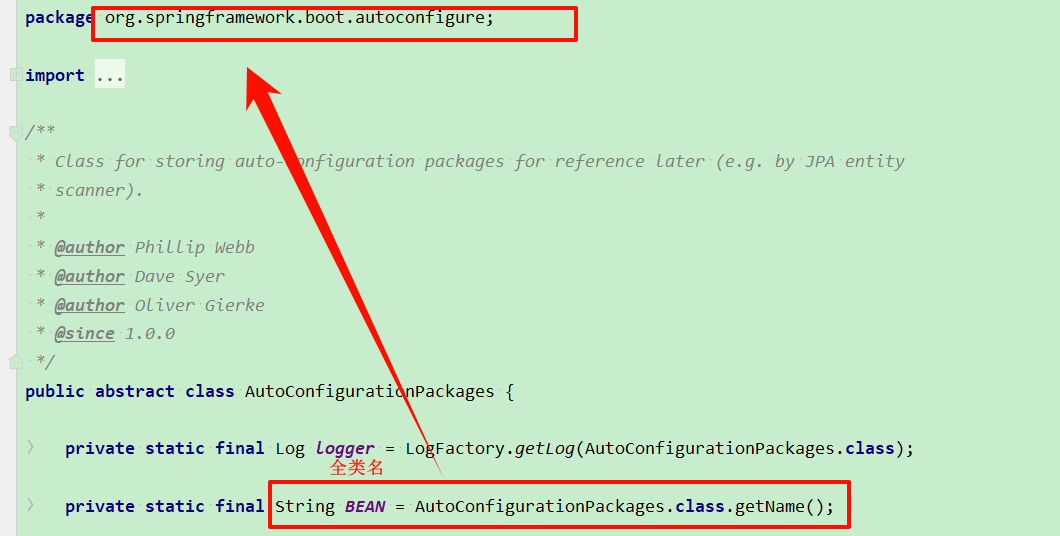 package org.springframework.boot.autoconfigure;
import ...
/**
* Class for storing auto-configuration packages for reference later (e.g. by JPA entity
* scanner).
*
* @author Phillip Webb
* @author Dave Syer
* @author Oliver Gierke
* @since 1.0.0
*/
public abstract class AutoConfigurationPackages {
private static final Log logger = LogFactory.getLog(AutoConfigurationPackages.class);
全类名
private static final String BEAN = AutoConfigurationPackages.class.getName();